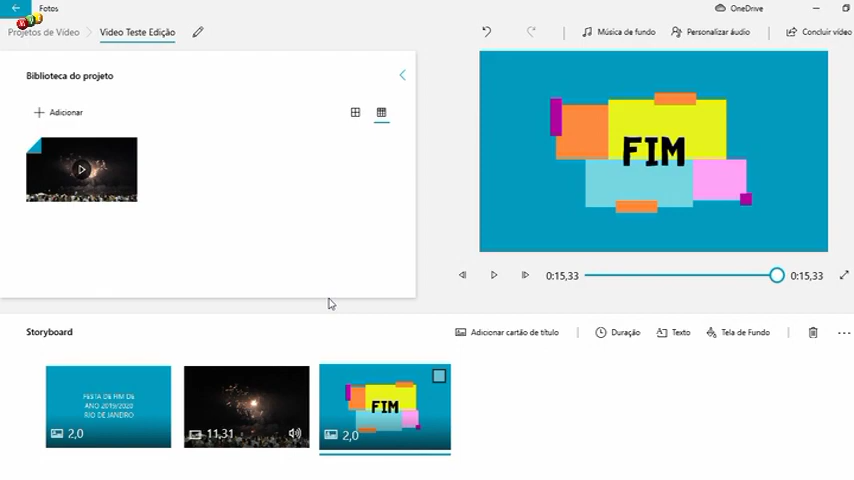 Fotos
OneDrive
Projetos de Vídeo
Vídeo Teste Edição
Música de fundo
Personalizar áudio
Concluir vídeo
Biblioteca do projeto
Adicionar
FIM
0:15,33
0:15,33
Storyboard
Adicionar cartão de título
Duração
Texto
Tela de Fundo
FESTA DE FIM DE
ANO 2019/2020
RIO DE JANEIRO
2,0
11,31
FIM
2,0